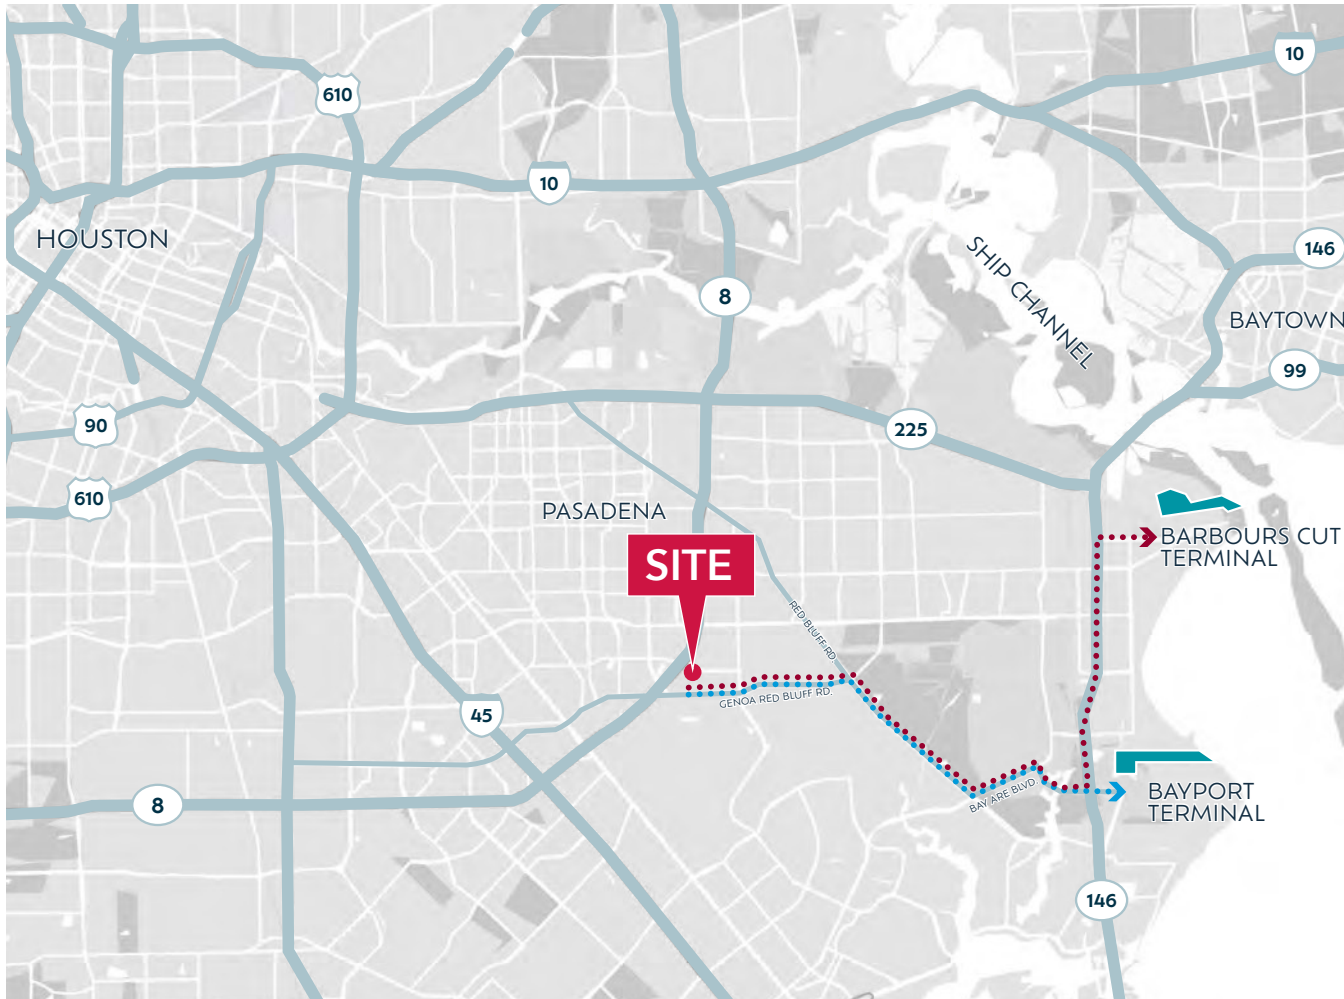 10
610
10
HOUSTON
SHIP CHANNEL
146
8
BAYTOWN
99
90
225
610
PASADENA
BARBOURS CUT
TERMINAL
SITE
RED BLUFF RD.
GENOA RED BLUFF RD.
45
BAY ARE BLVD.
BAYPORT
TERMINAL
8
146